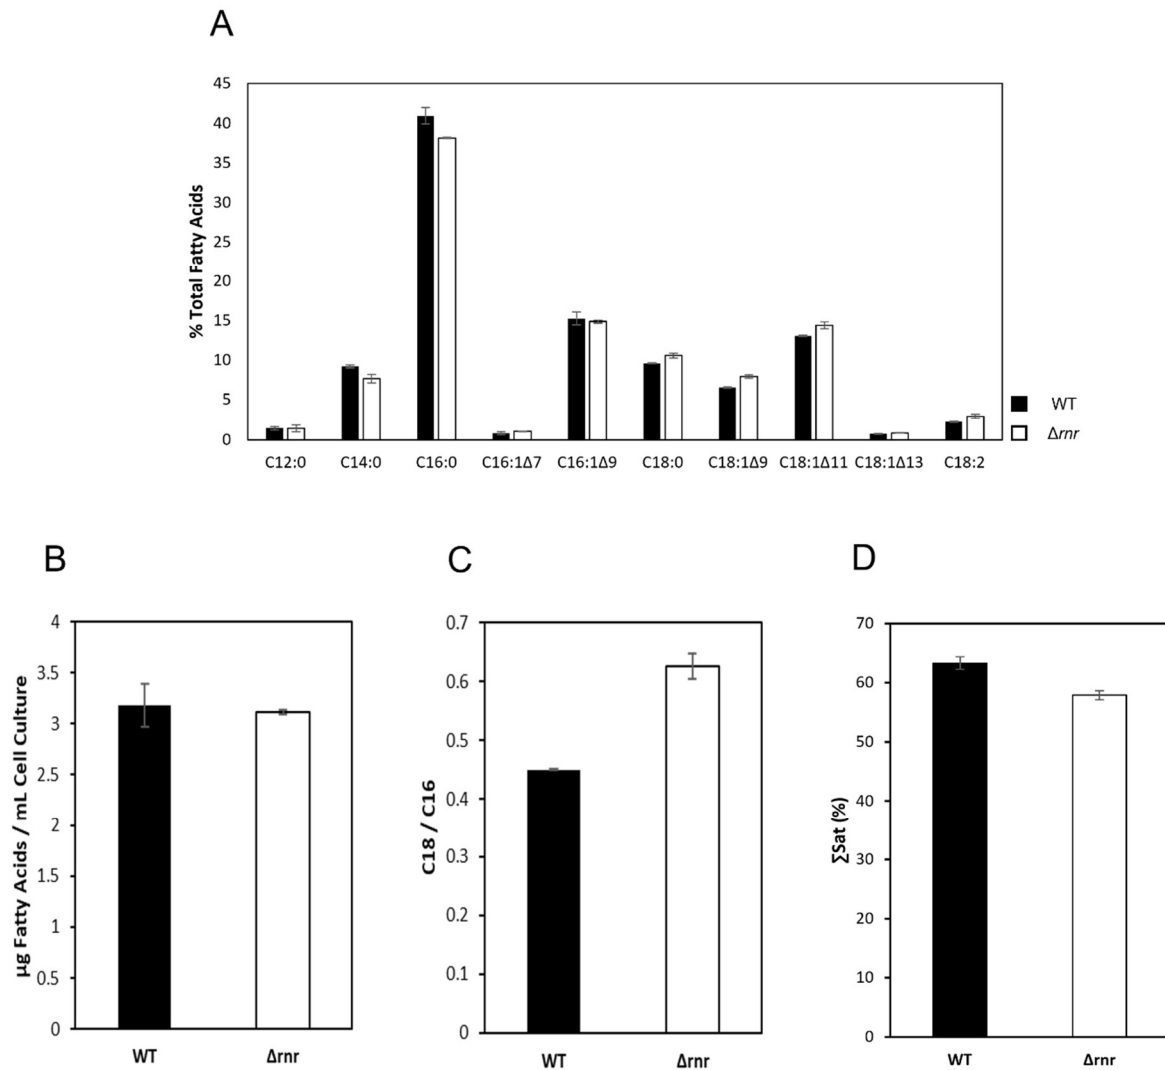 A
% Total Fatty Acids
45
40
35
30
25
20
15
10
5
0
C12:0 C14:0 C16:0 C16:1Δ7 C16:1Δ9 C18:0 C18:1Δ9 C18:1Δ11 C18:1Δ13 C18:2
WT
Δrnr
B
µg Fatty Acids / mL Cell Culture
4
3.5
3
2.5
2
1.5
1
0.5
0
WT Δrnr
C
C18 / C16
0.7
0.6
0.5
0.4
0.3
0.2
0.1
0
WT Δrnr
D
∑Sat (%)
70
60
50
40
30
20
10
0
WT Δrnr